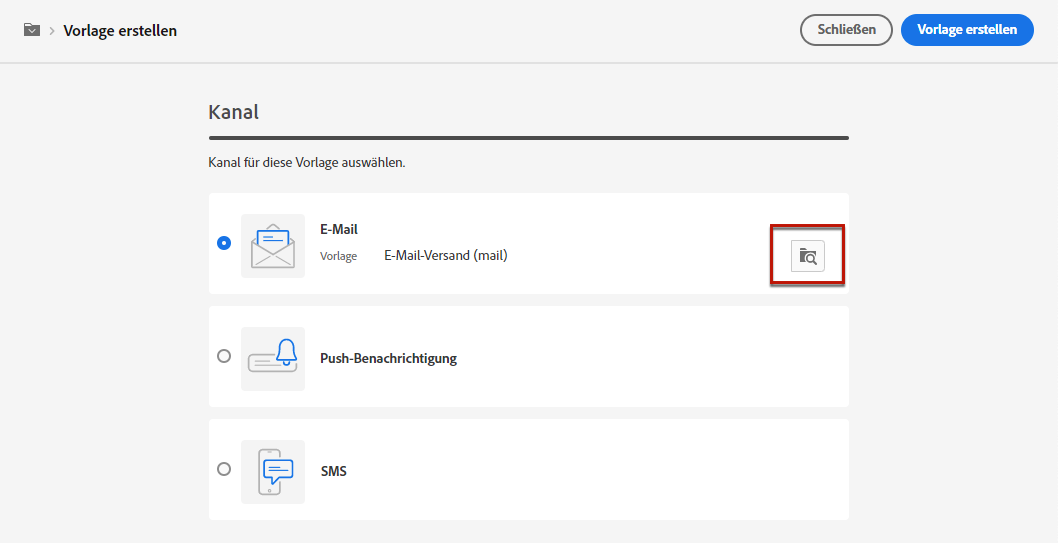 Vorlage erstellen
Schließen
Vorlage erstellen
Kanal
Kanal für diese Vorlage auswählen.
E-Mail
Vorlage E-Mail-Versand (mail)
Push-Benachrichtigung
SMS